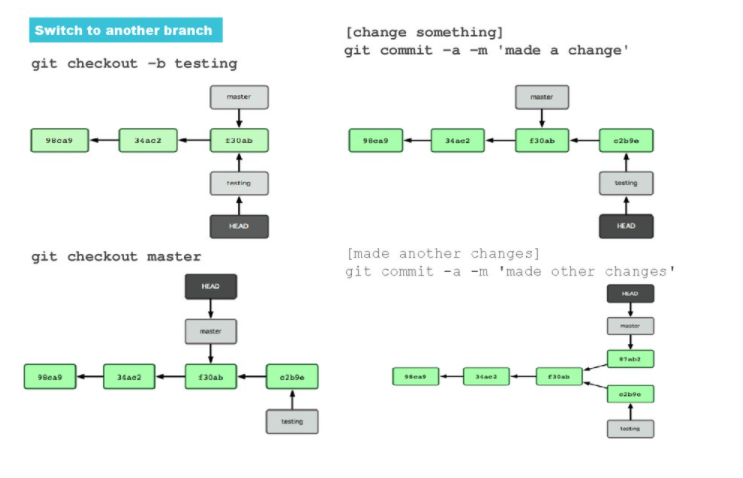 Switch to another branch
git checkout -b testing
master
98ca9
34ac2
f30ab
testing
HEAD
[change something]
git commit -a -m 'made a change'
master
98ca9
34ac2
f30ab
c2b9e
testing
HEAD
git checkout master
HEAD
master
98ca9
34ac2
f30ab
c2b9e
testing
[made another changes]
git commit -a -m 'made other changes'
HEAD
master
87ab2
98ca9
34ac2
f30ab
c2b9e
testing